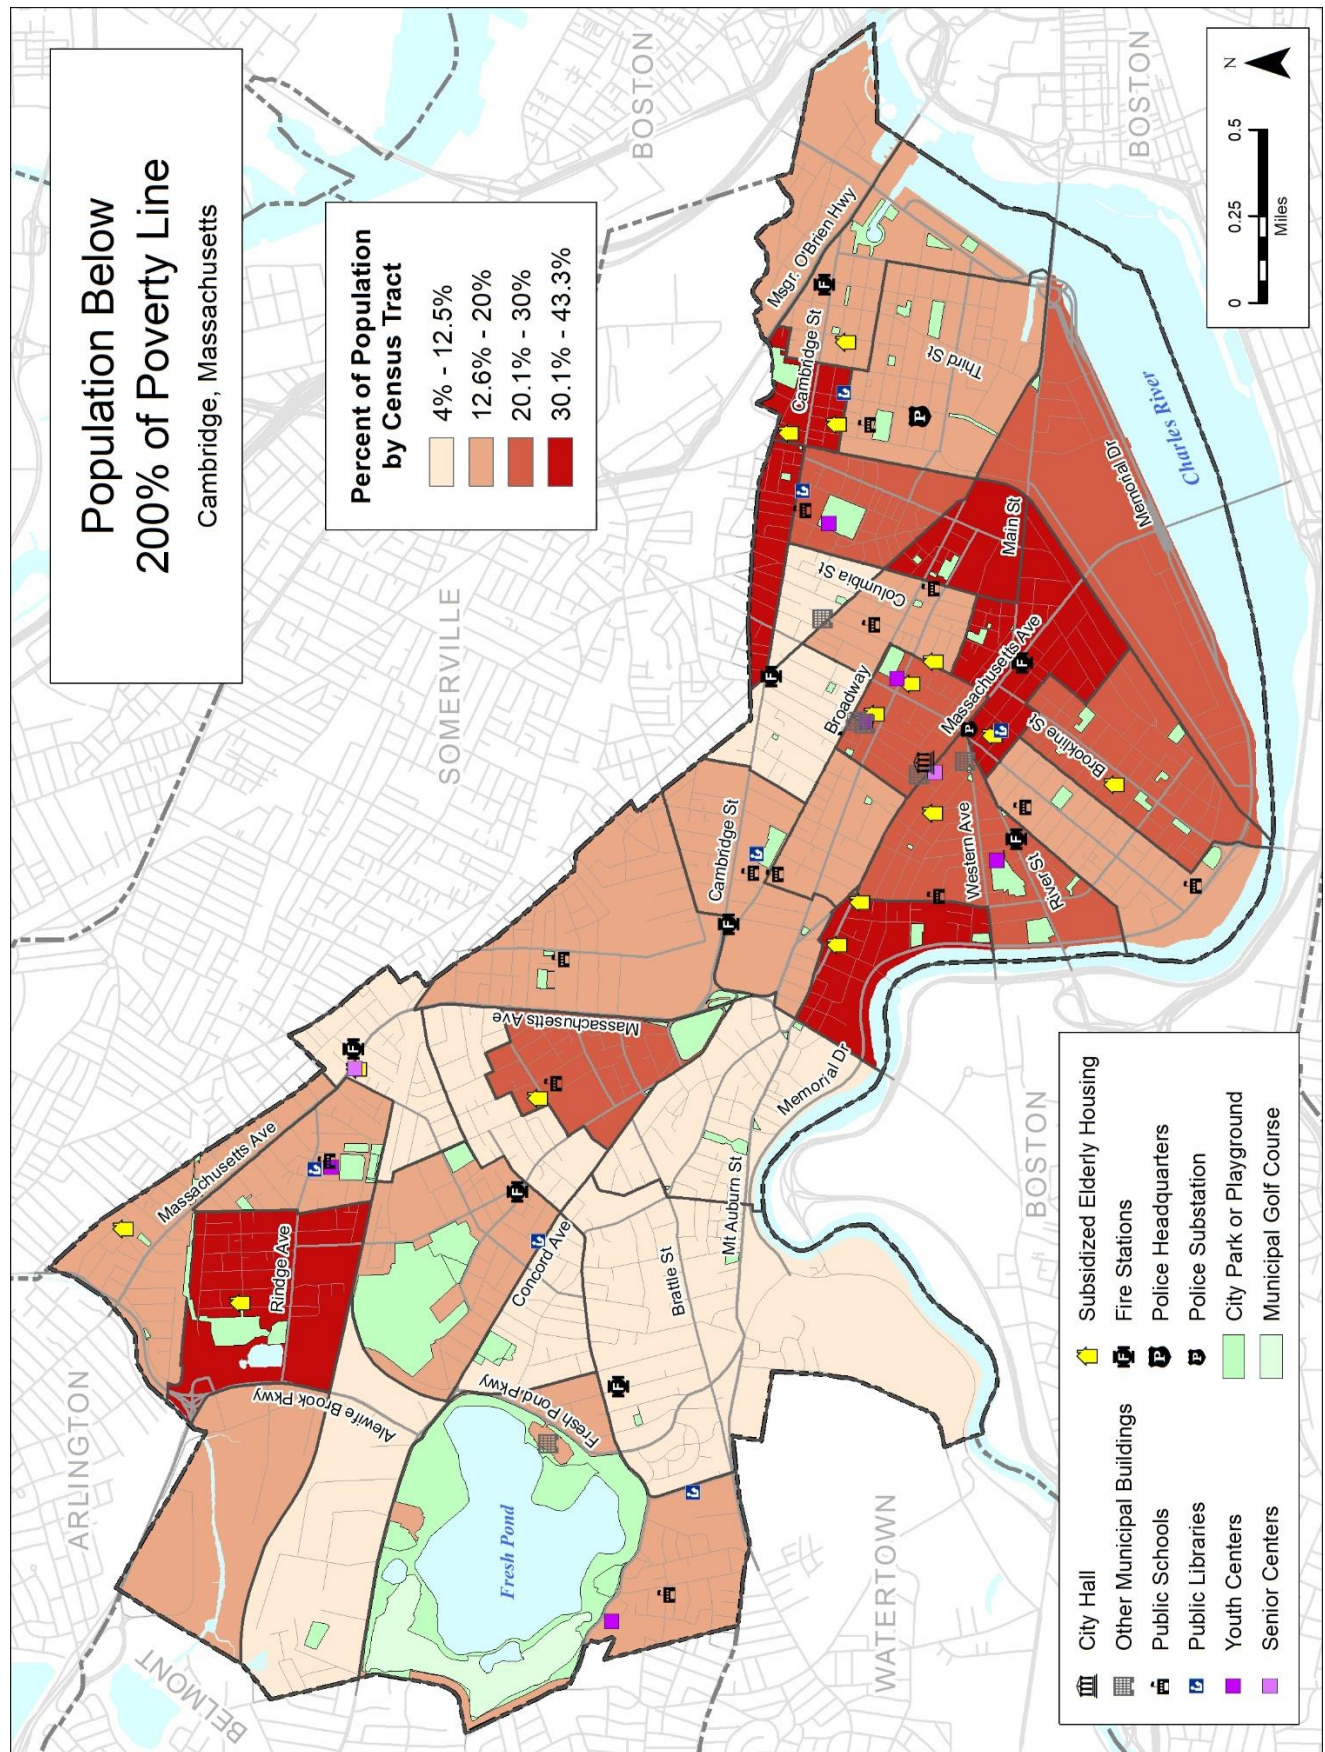 Population Below
200% of Poverty Line
Cambridge, Massachusetts
Percent of Population
by Census Tract
4% - 12.5%
12.6% - 20%
20.1% - 30%
30.1% - 43.3%
ARLINGTON
BELMONT
SOMERVILLE
BOSTON
BOSTON
BOSTON
WATERTOWN
Massachusetts Ave
Rindge Ave
Alewife Brook Pkwy
Fresh Pond
Fresh Pond Pkwy
Concord Ave
Brattle St
Mt Auburn St
Memorial Dr
Massachusetts Ave
Cambridge St
Broadway
Columbia St
Cambridge St
Msgr. O'Brien Hwy
Third St
Main St
Massachusetts Ave
Western Ave
River St
Brookline St
Memorial Dr
Charles River
N
0 0.25 0.5
Miles
City Hall
Other Municipal Buildings
Public Schools
Public Libraries
Youth Centers
Senior Centers
Subsidized Elderly Housing
F Fire Stations
P Police Headquarters
P Police Substation
City Park or Playground
Municipal Golf Course
F
F
F
F
F
F
F
F
P
P